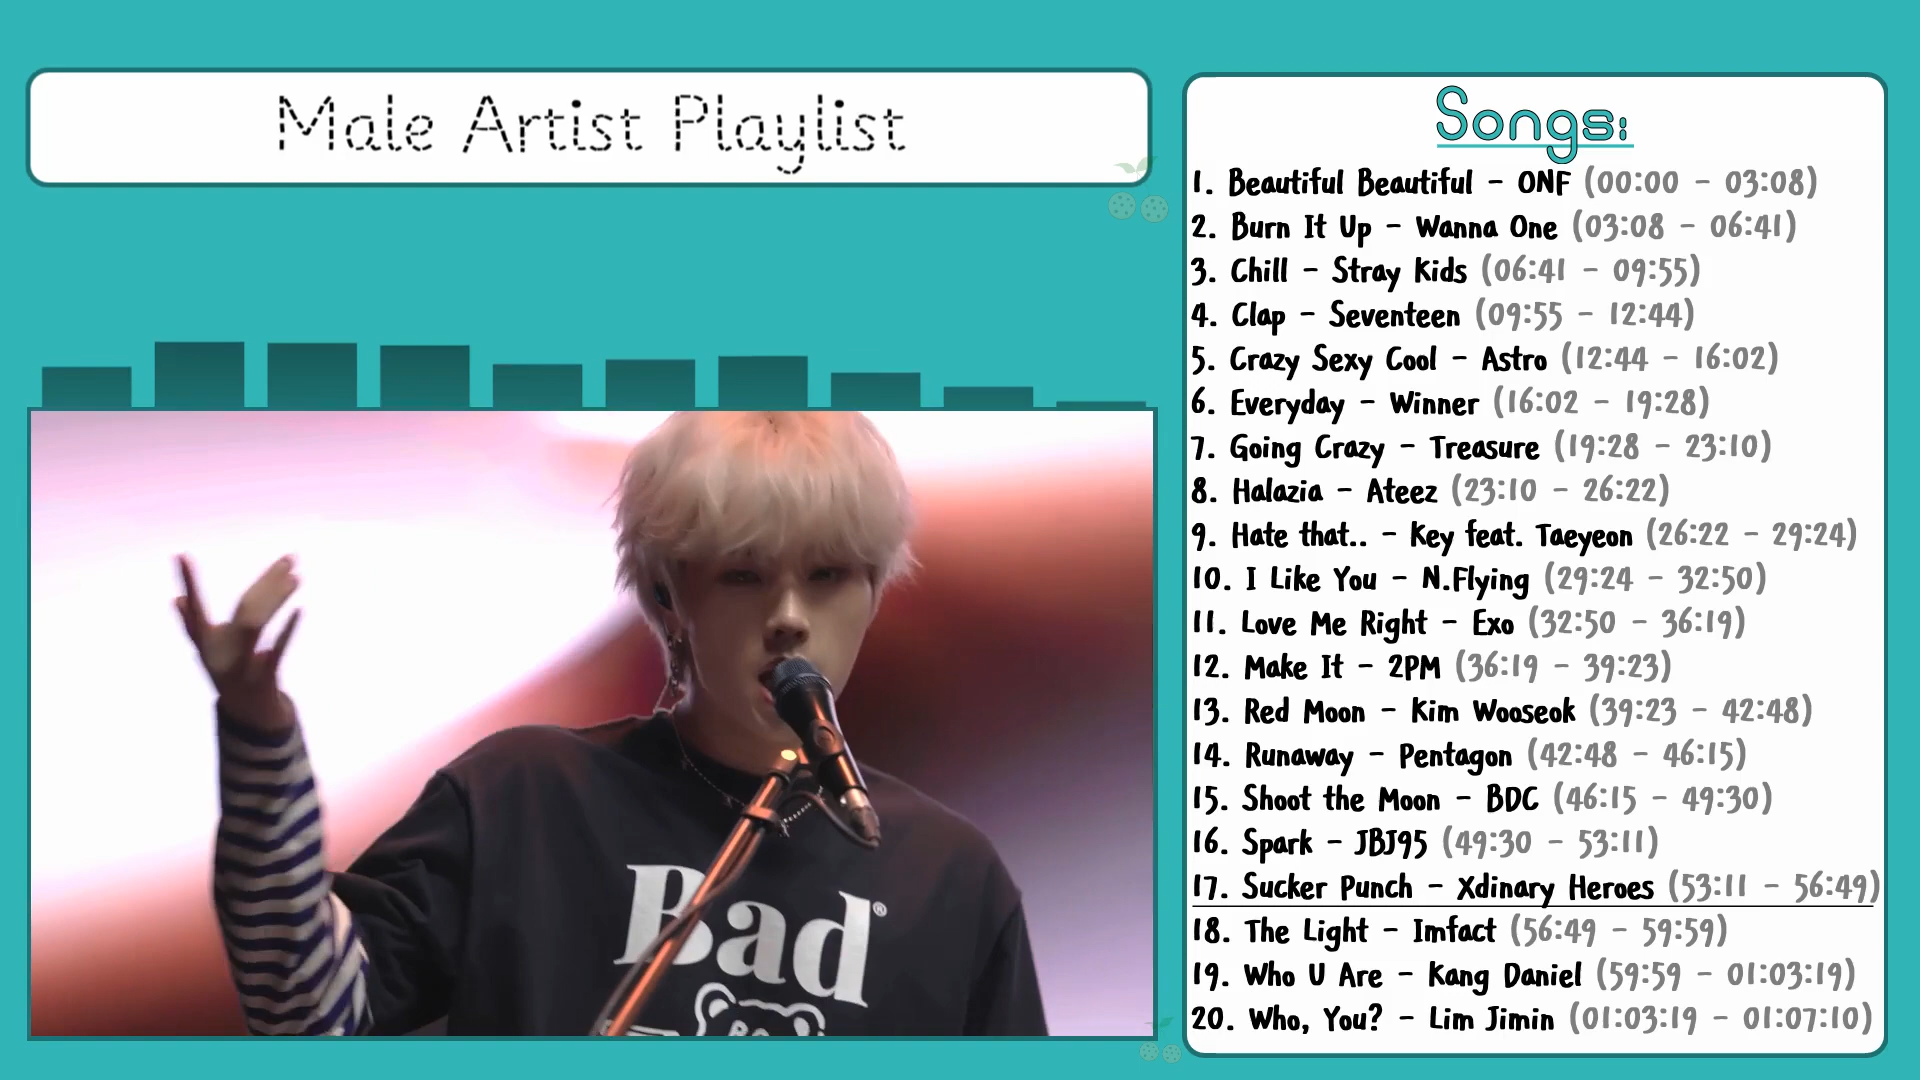 Male Artist Playlist
Songs:
1. Beautiful Beautiful - ONF (00:00 - 03:08)
2. Burn It Up - Wanna One (03:08 - 06:41)
3. Chill - Stray Kids (06:41 - 09:55)
4. Clap - Seventeen (09:55 - 12:44)
5. Crazy Sexy Cool - Astro (12:44 - 16:02)
6. Everyday - Winner (16:02 - 19:28)
7. Going Crazy - Treasure (19:28 - 23:10)
8. Halazia - Ateez (23:10 - 26:22)
9. Hate that.. - Key feat. Taeyeon (26:22 - 29:24)
10. I Like You - N.Flying (29:24 - 32:50)
11. Love Me Right - Exo (32:50 - 36:19)
12. Make It - 2PM (36:19 - 39:23)
13. Red Moon - Kim Wooseok (39:23 - 42:48)
14. Runaway - Pentagon (42:48 - 46:15)
15. Shoot the Moon - BDC (46:15 - 49:30)
16. Spark - JBJ95 (49:30 - 53:11)
17. Sucker Punch - Xdinary Heroes (53:11 - 56:49)
18. The Light - Imfact (56:49 - 59:59)
19. Who U Are - Kang Daniel (59:59 - 01:03:19)
20. Who, You? - Lim Jimin (01:03:19 - 01:07:10)
Bad®